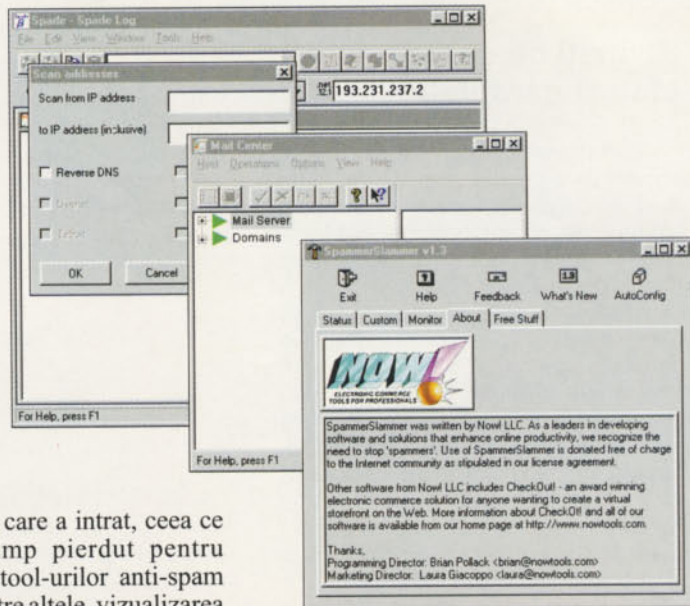 Spade - Spade Log
File Edit View Window Tools Help
193.231.237.2
Scan addresses
Scan from IP address
to IP address (inclusive)
Reverse DNS
OK Cancel
For Help, press F1
Mail Center
Host Operations Options View Help
Mail Server
Domains
For Help, press F1
SpammerSlammer v1.3
Exit Help Feedback What's New AutoConfig
Status Custom Monitor About Free Stuff
NOW!
ELECTRONIC COMMERCE
TOOLS FOR PROFESSIONALS
SpammerSlammer was written by Now! LLC. As a leaders in developing
software and solutions that enhance online productivity, we recognize the
need to stop 'spammers'. Use of SpammerSlammer is donated free of charge
to the Internet community as stipulated in our license agreement.
Other software from Now! LLC includes CheckOut! - an award winning
electronic commerce solution for anyone wanting to create a virtual
storefront on the Web. More information about CheckOt! and all of our
software is available from our home page at http://www.nowtools.com.
Thanks,
Programming Director: Brian Pollack <brian@nowtools.com>
Marketing Director: Laura Giacoppo <laura@nowtools.com>
care a intrat, ceea ce
mp pierdut pentru
tool-urilor anti-spam
tre altele, vizualizarea